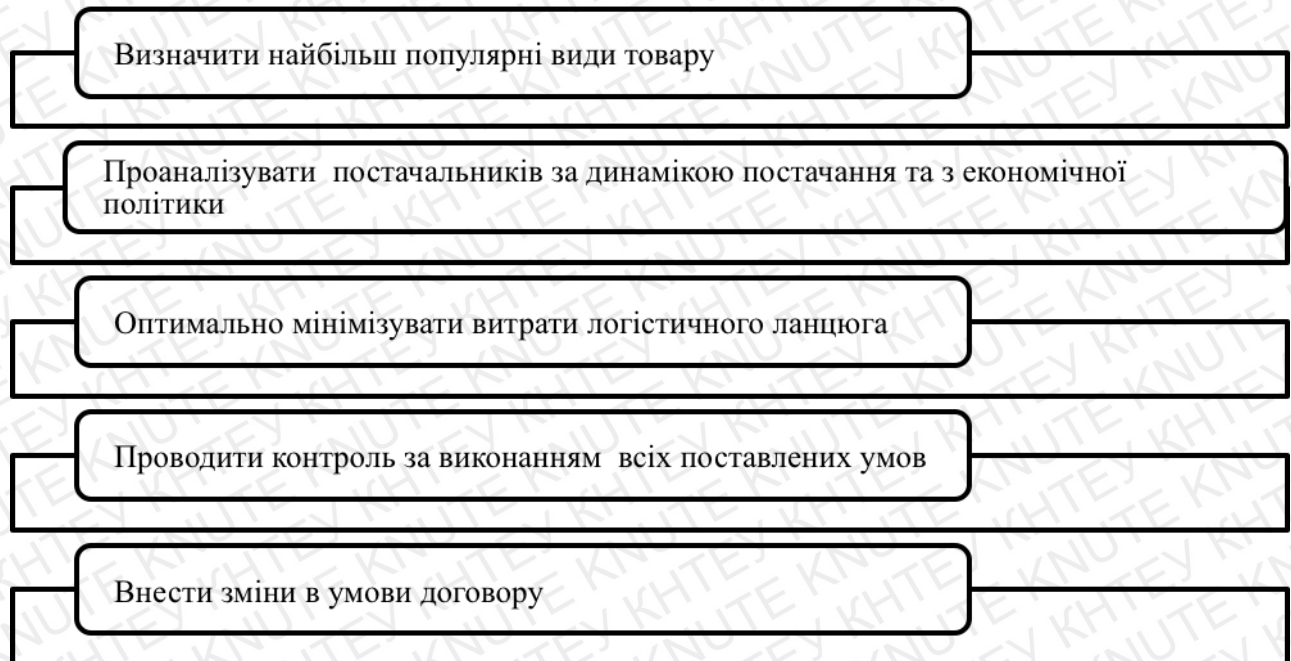 Визначити найбільш популярні види товару
Проаналізувати постачальників за динамікою постачання та з економічної
політики
Оптимально мінімізувати витрати логістичного ланцюга
Проводити контроль за виконанням всіх поставлених умов
Внести зміни в умови договору